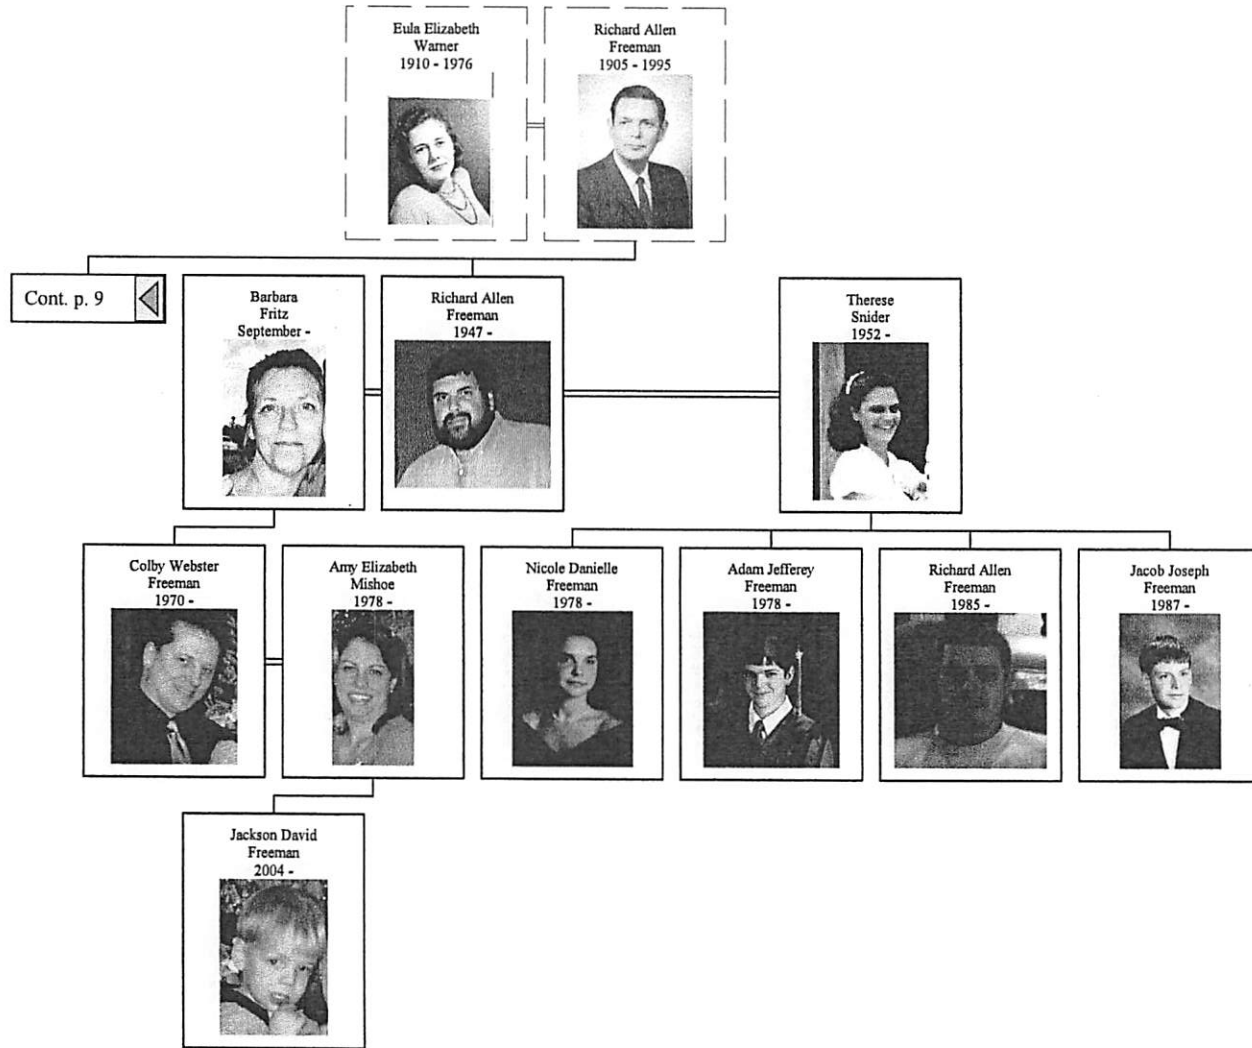 Eula Elizabeth
Warner
1910 - 1976
Richard Allen
Freeman
1905 - 1995
Cont. p. 9
Barbara
Fritz
September -
Richard Allen
Freeman
1947 -
Therese
Snider
1952 -
Colby Webster
Freeman
1970 -
Amy Elizabeth
Mishoe
1978 -
Nicole Danielle
Freeman
1978 -
Adam Jefferey
Freeman
1978 -
Richard Allen
Freeman
1985 -
Jacob Joseph
Freeman
1987 -
Jackson David
Freeman
2004 -